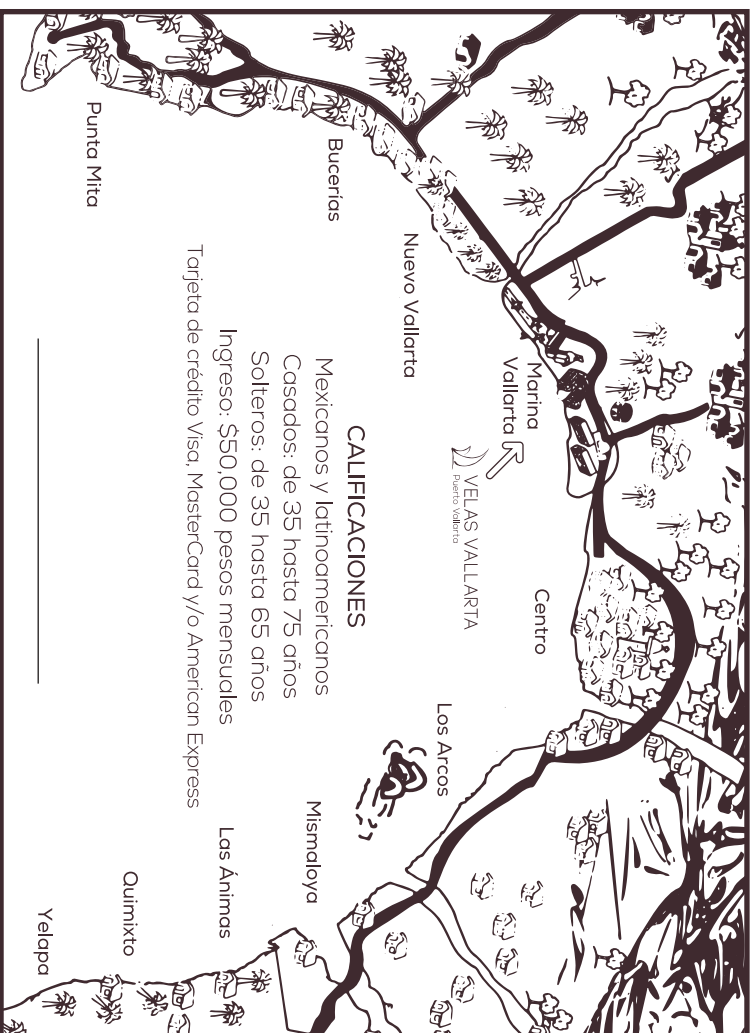 Punta Mita
Bucerias
Nuevo Vallarta
Marina
Vallarta
VELAS VALLARTA
Puerto Vallarta
Centro
Los Arcos
Mismaloya
Las Ánimas
Quimixto
Yelapa
CALIFICACIONES
Mexicanos y latinoamericanos
Casados: de 35 hasta 75 años
Solteros: de 35 hasta 65 años
Ingreso: $50,000 pesos mensuales
Tarjeta de crédito Visa, MasterCard y/o American Express